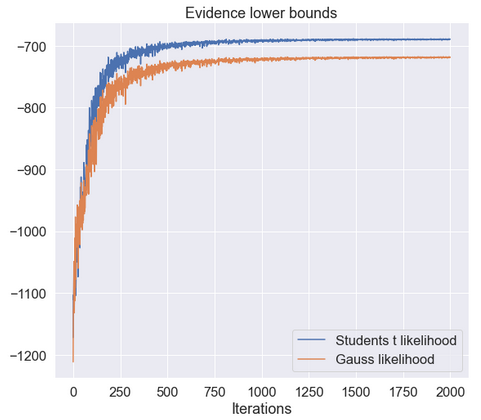 Evidence lower bounds
−700
−800
−900
−1000
−1100
−1200
0 250 500 750 1000 1250 1500 1750 2000
Iterations
Students t likelihood
Gauss likelihood